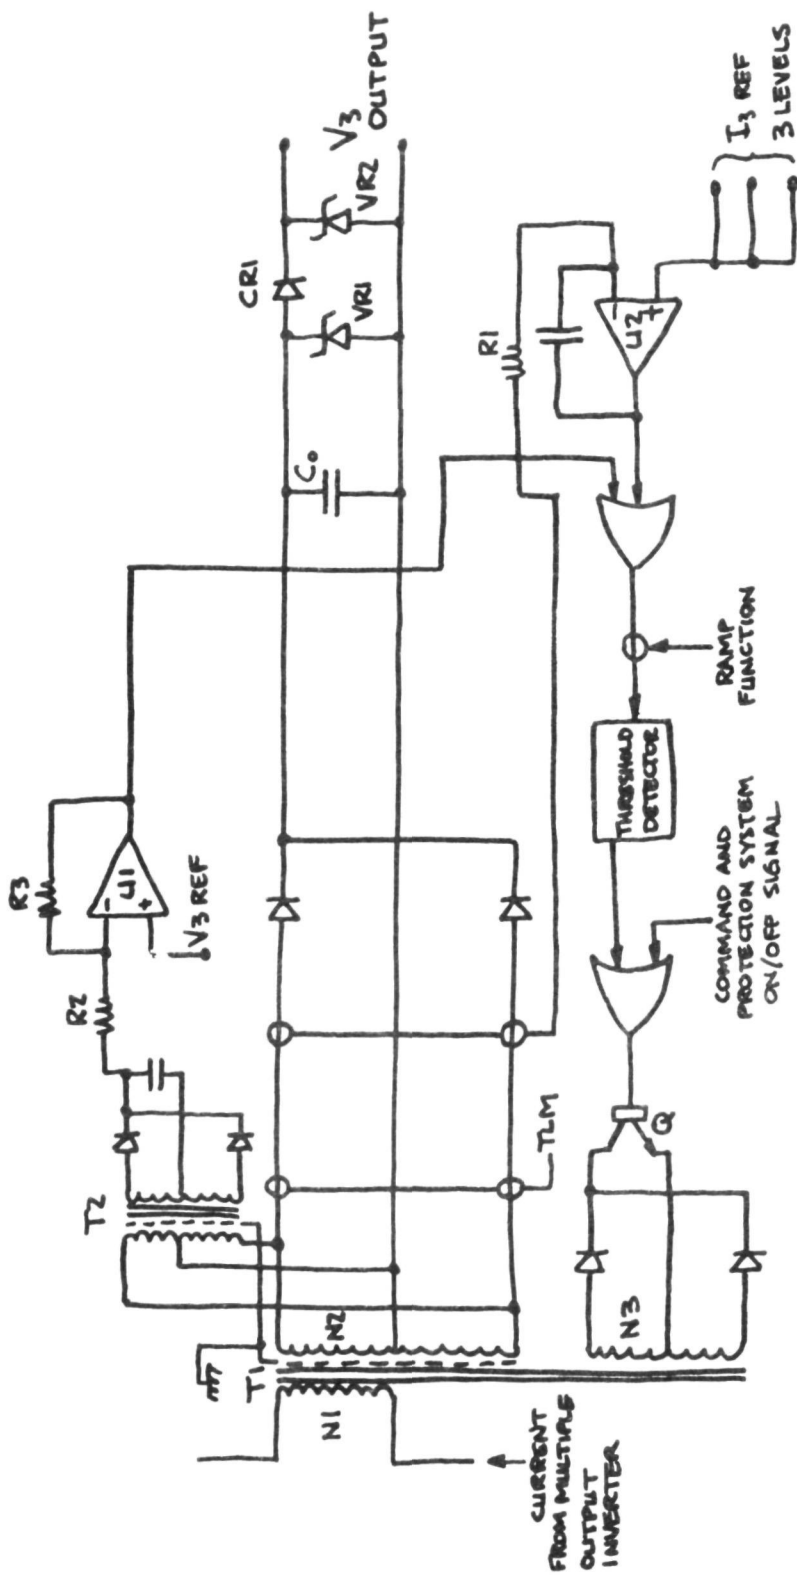 V3
OUTPUT
CR1
VR1
VR2
C0
I3 REF
3 LEVELS
R1
U2
-
+
R3
U1
-
+
V3 REF
R2
T2
TLM
RAMP
FUNCTION
THRESHOLD
DETECTOR
COMMAND AND
PROTECTION SYSTEM
ON/OFF SIGNAL
Q
N3
N2
T1
N1
CURRENT
FROM MULTIPLE
OUTPUT
INVERTER